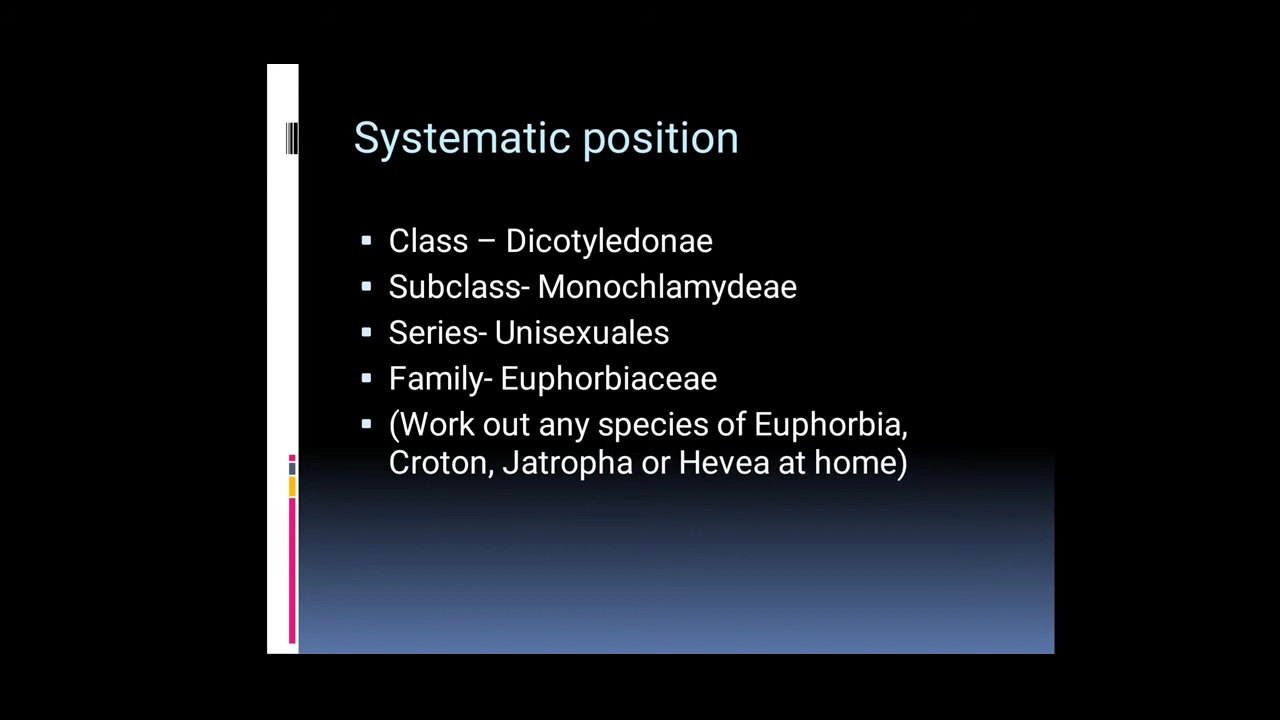 Systematic position
▪ Class – Dicotyledonae
▪ Subclass- Monochlamydeae
▪ Series- Unisexuales
▪ Family- Euphorbiaceae
▪ (Work out any species of Euphorbia,
Croton, Jatropha or Hevea at home)